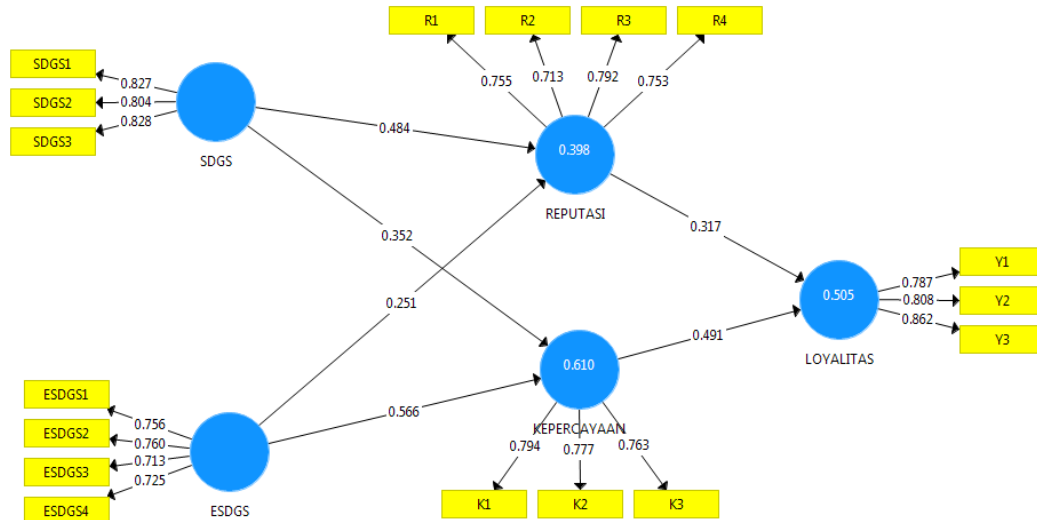 R1
R2
R3
R4
0.755
0.713
0.792
0.753
SDGS1
SDGS2
SDGS3
0.827
0.804
0.828
SDGS
0.484
0.398
REPUTASI
0.352
0.317
0.251
Y1
Y2
Y3
0.787
0.808
0.862
0.505
LOYALITAS
0.491
0.610
KEPERCAYAAN
0.566
ESDGS1
ESDGS2
ESDGS3
ESDGS4
0.756
0.760
0.713
0.725
ESDGS
0.794
0.777
0.763
K1
K2
K3